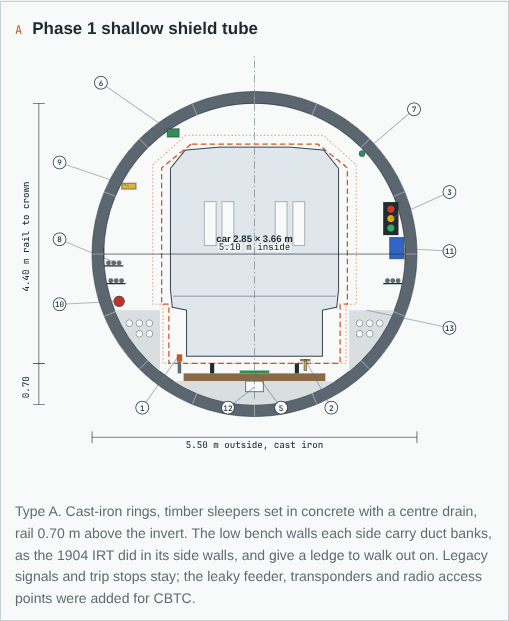 A Phase 1 shallow shield tube
6
7
9
3
4.40 m rail to crown
8
car 2.85 × 3.66 m
5.10 m inside
11
10
13
0.70
1
12
5
2
5.50 m outside, cast iron
Type A. Cast-iron rings, timber sleepers set in concrete with a centre drain,
rail 0.70 m above the invert. The low bench walls each side carry duct banks,
as the 1904 IRT did in its side walls, and give a ledge to walk out on. Legacy
signals and trip stops stay; the leaky feeder, transponders and radio access
points were added for CBTC.